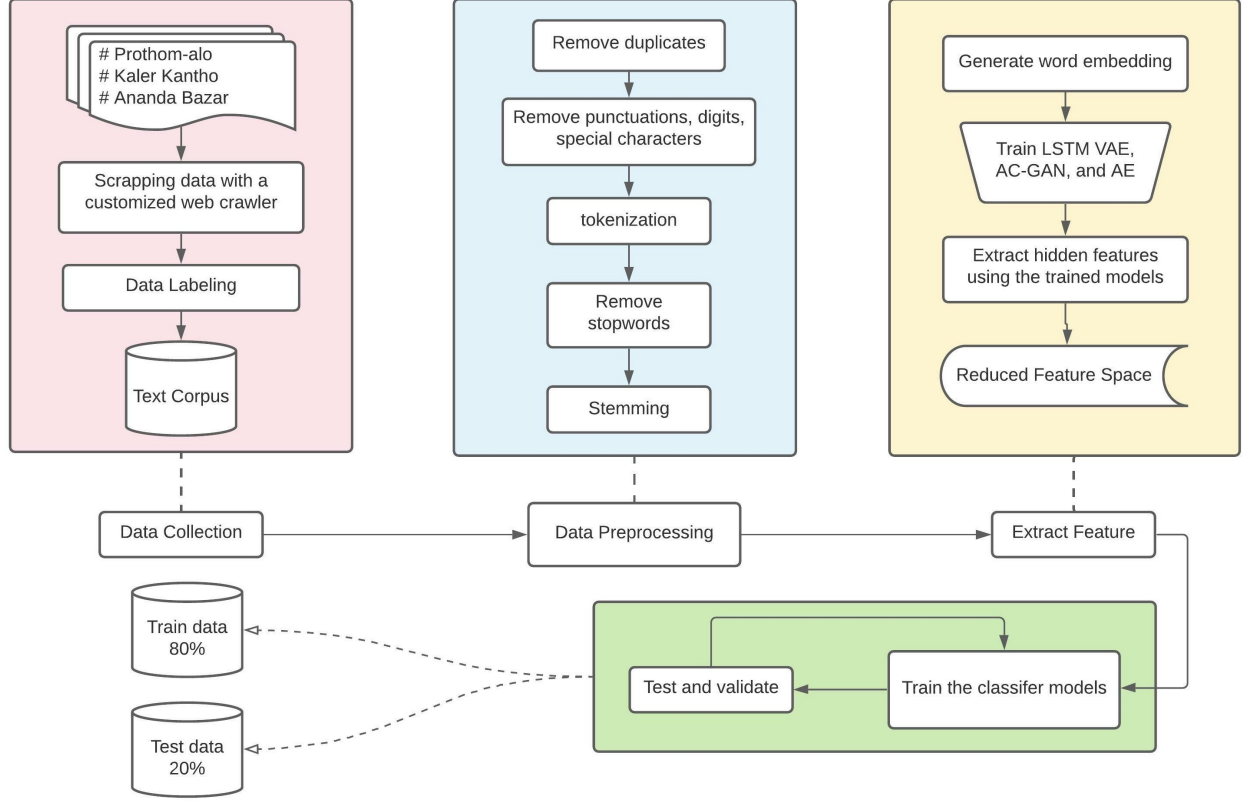 # Prothom-alo
# Kaler Kantho
# Ananda Bazar
Scrapping data with a
customized web crawler
Data Labeling
Text Corpus
Remove duplicates
Remove punctuations, digits,
special characters
tokenization
Remove
stopwords
Stemming
Generate word embedding
Train LSTM VAE,
AC-GAN, and AE
Extract hidden features
using the trained models
Reduced Feature Space
Data Collection
Data Preprocessing
Extract Feature
Train data
80%
Test and validate
Train the classifer models
Test data
20%